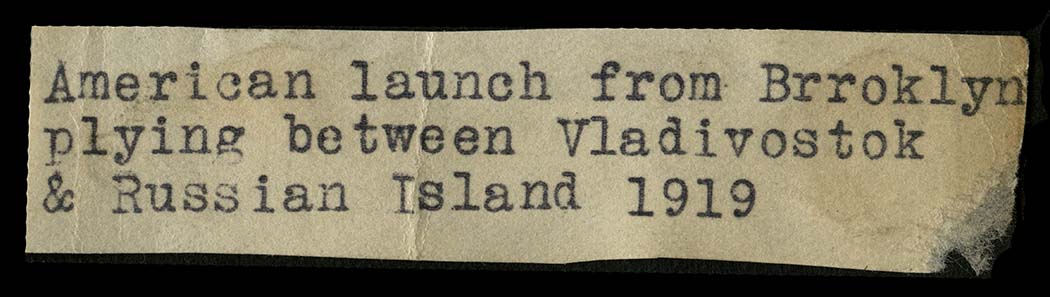 American launch from Brroklyn
plying between Vladivostok
& Russian Island 1919